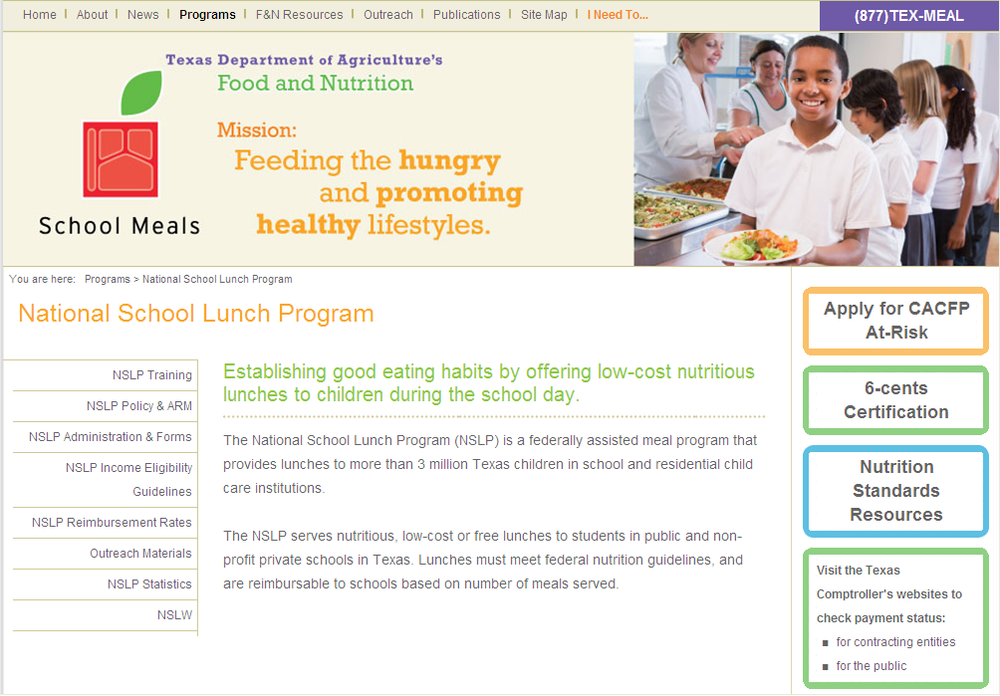 Home | About | News | Programs | F&N Resources | Outreach | Publications | Site Map | I Need To...
(877)TEX-MEAL
Texas Department of Agriculture's
Food and Nutrition
Mission:
Feeding the hungry
and promoting
healthy lifestyles.
School Meals
You are here: Programs > National School Lunch Program
National School Lunch Program
NSLP Training
NSLP Policy & ARM
NSLP Administration & Forms
NSLP Income Eligibility
Guidelines
NSLP Reimbursement Rates
Outreach Materials
NSLP Statistics
NSLW
Establishing good eating habits by offering low-cost nutritious
lunches to children during the school day.
The National School Lunch Program (NSLP) is a federally assisted meal program that
provides lunches to more than 3 million Texas children in school and residential child
care institutions.
The NSLP serves nutritious, low-cost or free lunches to students in public and non-
profit private schools in Texas. Lunches must meet federal nutrition guidelines, and
are reimbursable to schools based on number of meals served.
Apply for CACFP
At-Risk
6-cents
Certification
Nutrition
Standards
Resources
Visit the Texas
Comptroller's websites to
check payment status:
for contracting entities
for the public